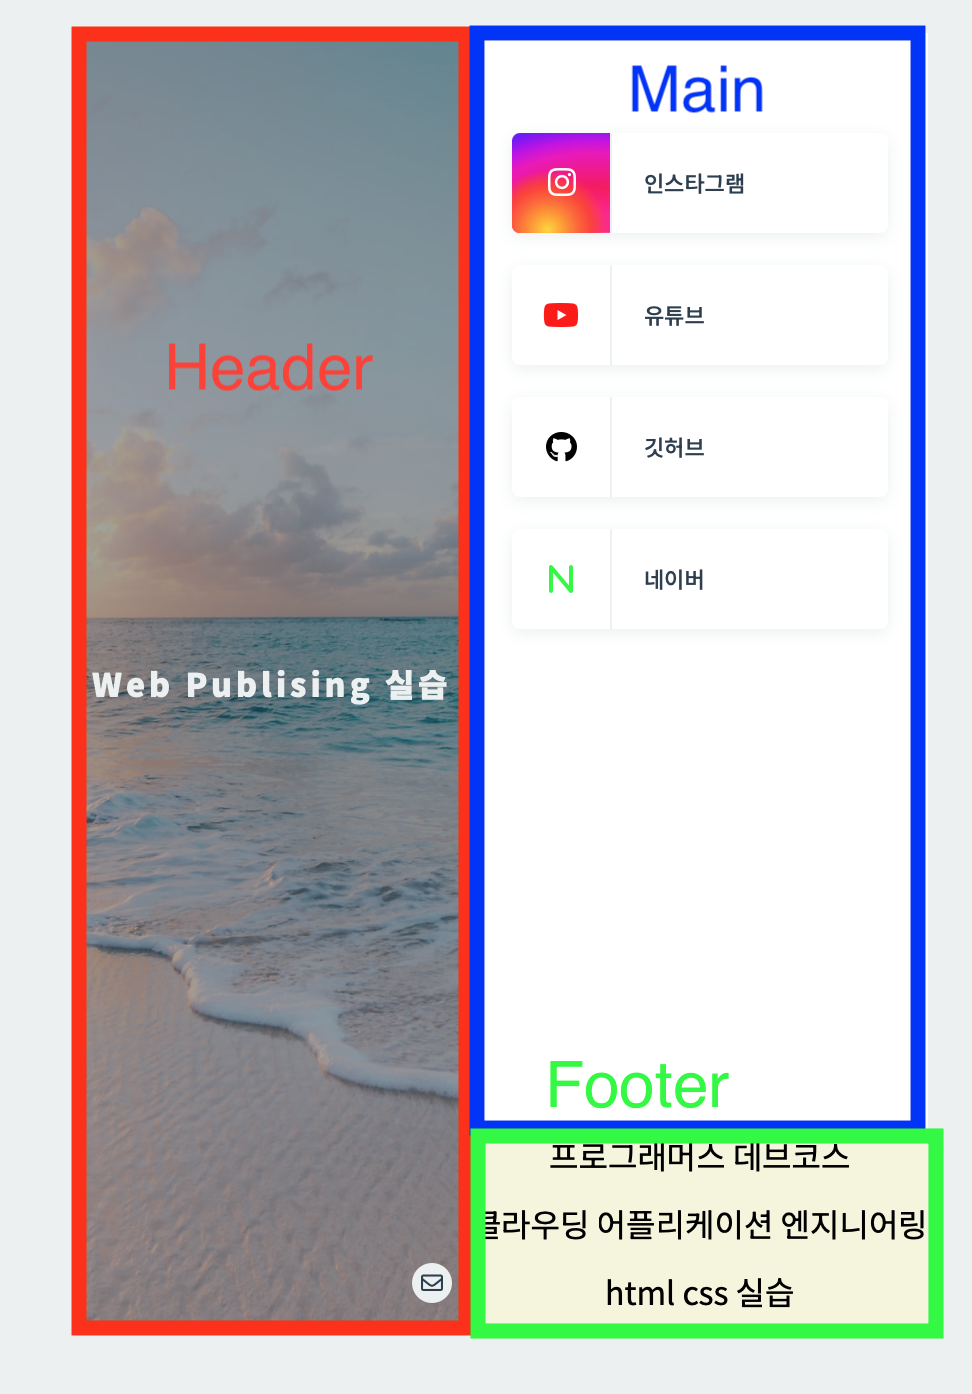 Header
Web Publising 실습
Main
인스타그램
유튜브
깃허브
N
네이버
Footer
프로그래머스 데브코스
클라우딩 어플리케이션 엔지니어링
html css 실습